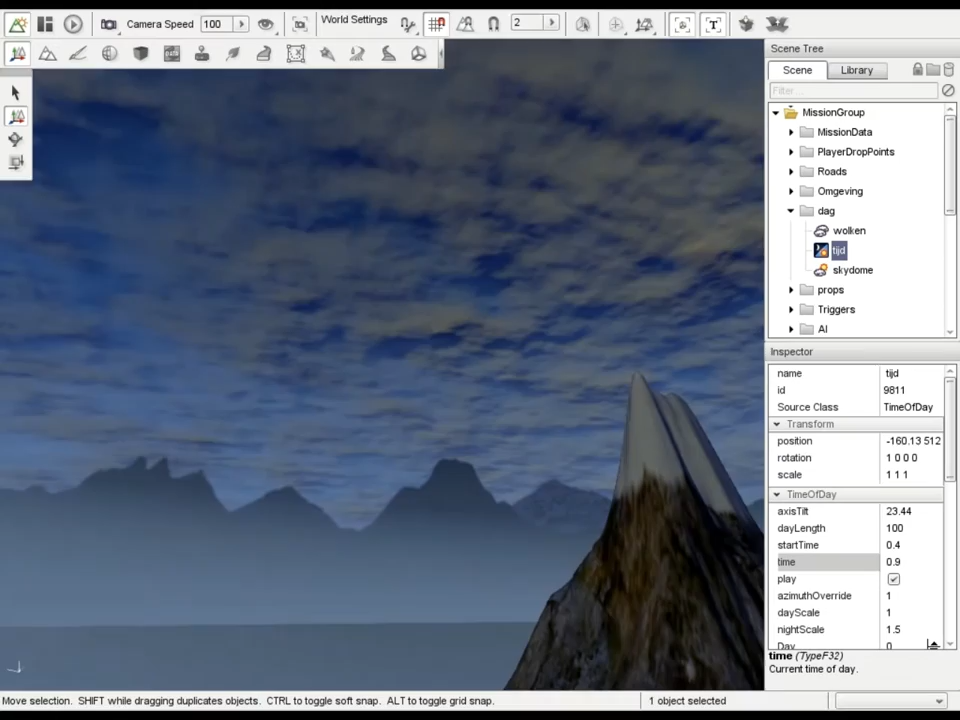 Camera Speed 100 World Settings 2 T
Scene Tree
Scene Library
Filter...
MissionGroup
MissionData
PlayerDropPoints
Roads
Omgeving
dag
wolken
tijd
skydome
props
Triggers
AI
Inspector
name tijd
id 9811
Source Class TimeOfDay
Transform
position -160.13 512
rotation 1 0 0 0
scale 1 1 1
TimeOfDay
axisTilt 23.44
dayLength 100
startTime 0.4
time 0.9
play
azimuthOverride 1
dayScale 1
nightScale 1.5
Day 0
time (TypeF32)
Current time of day.
Move selection. SHIFT while dragging duplicates objects. CTRL to toggle soft snap. ALT to toggle grid snap. 1 object selected